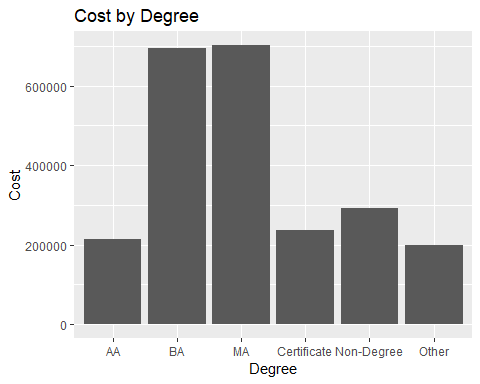 Cost by Degree
Cost
600000
400000
200000
0
AA BA MA Certificate Non-Degree Other
Degree